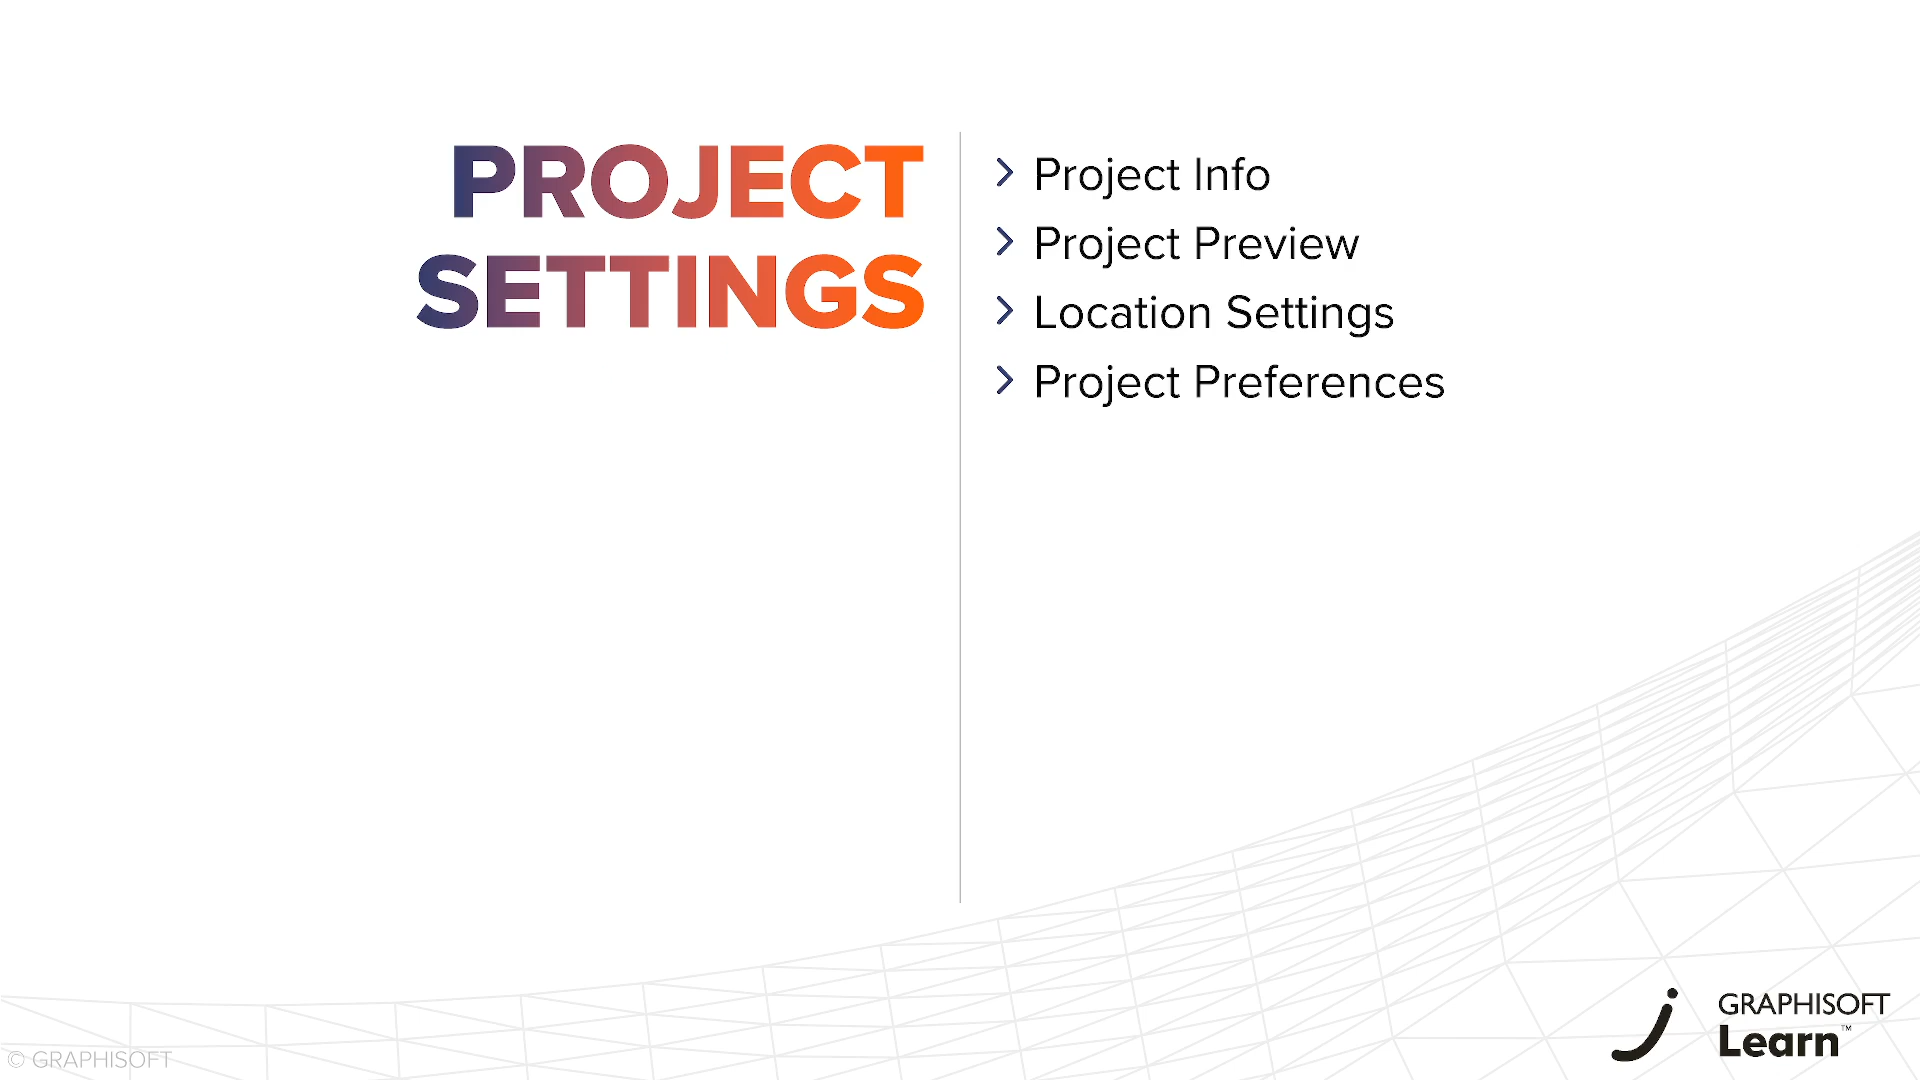 PROJECT
SETTINGS
Project Info
Project Preview
Location Settings
Project Preferences
GRAPHISOFT
Learn™
© GRAPHISOFT